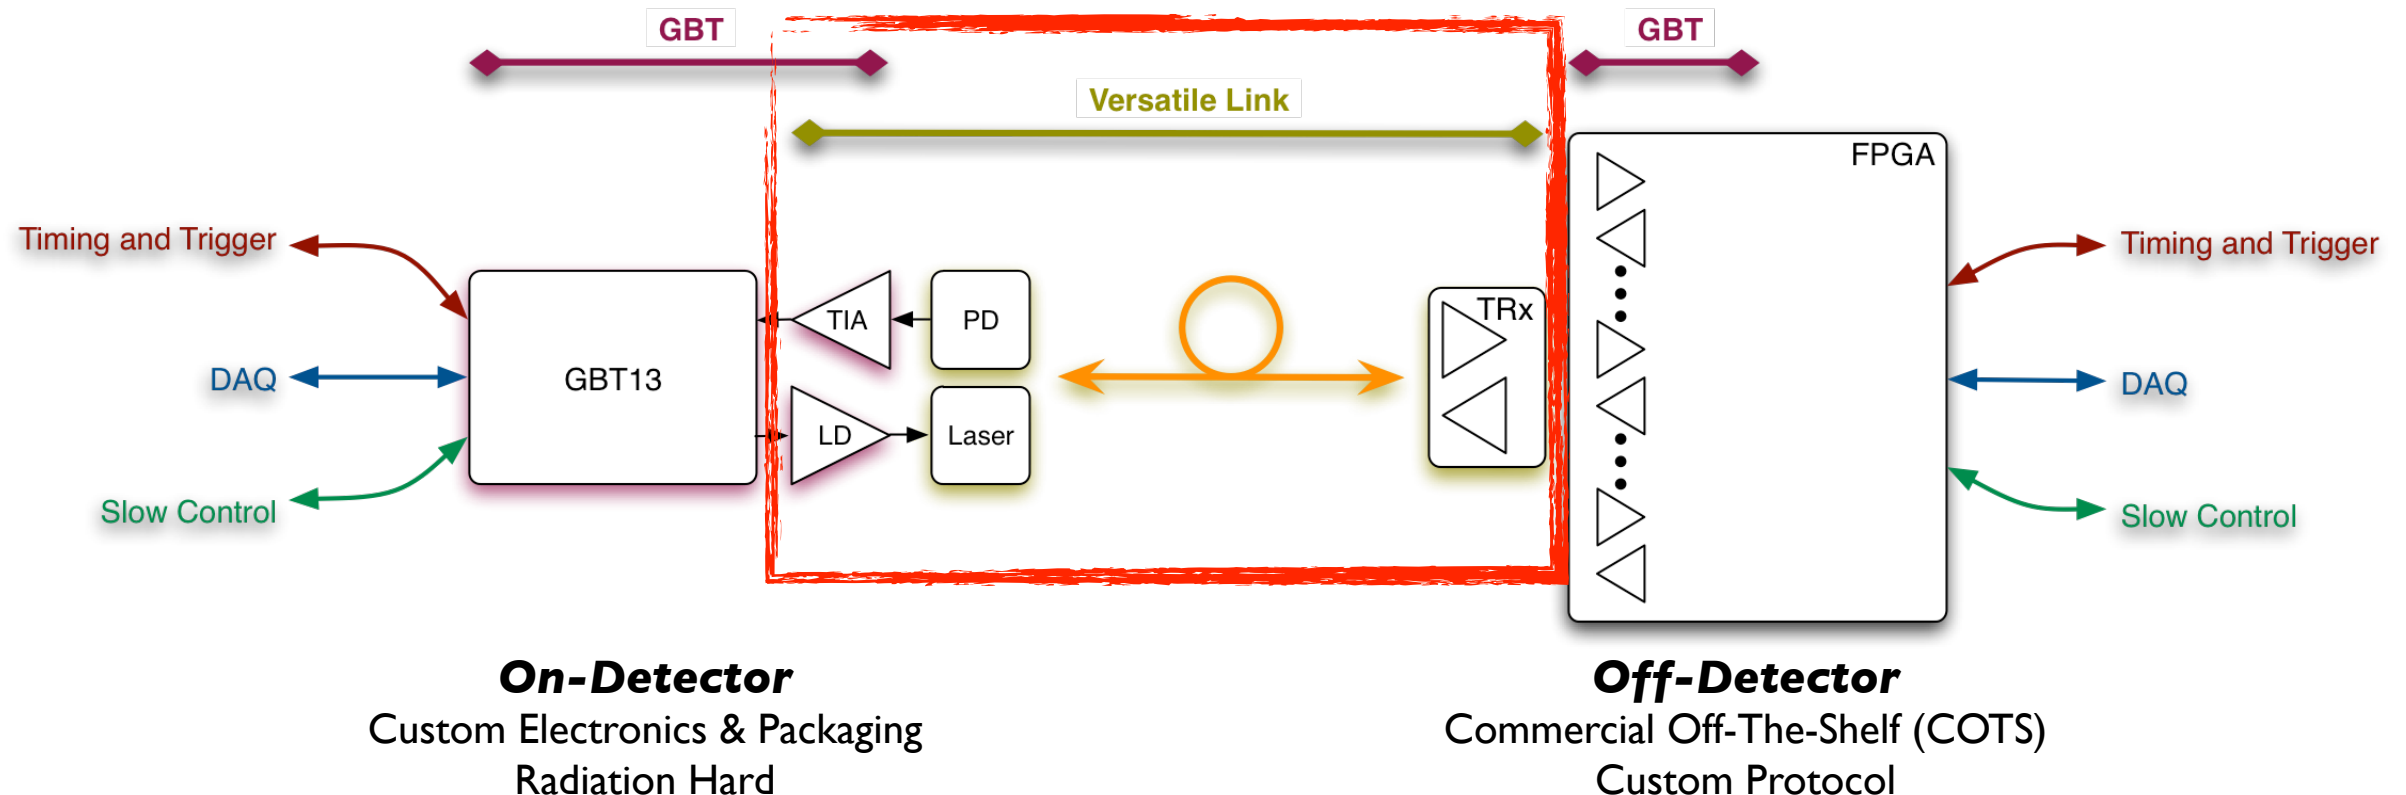 GBT
GBT
Versatile Link
FPGA
Timing and Trigger
Timing and Trigger
TIA
PD
TRx
DAQ
GBT13
DAQ
LD
Laser
Slow Control
Slow Control
On-Detector
Custom Electronics & Packaging
Radiation Hard
Off-Detector
Commercial Off-The-Shelf (COTS)
Custom Protocol